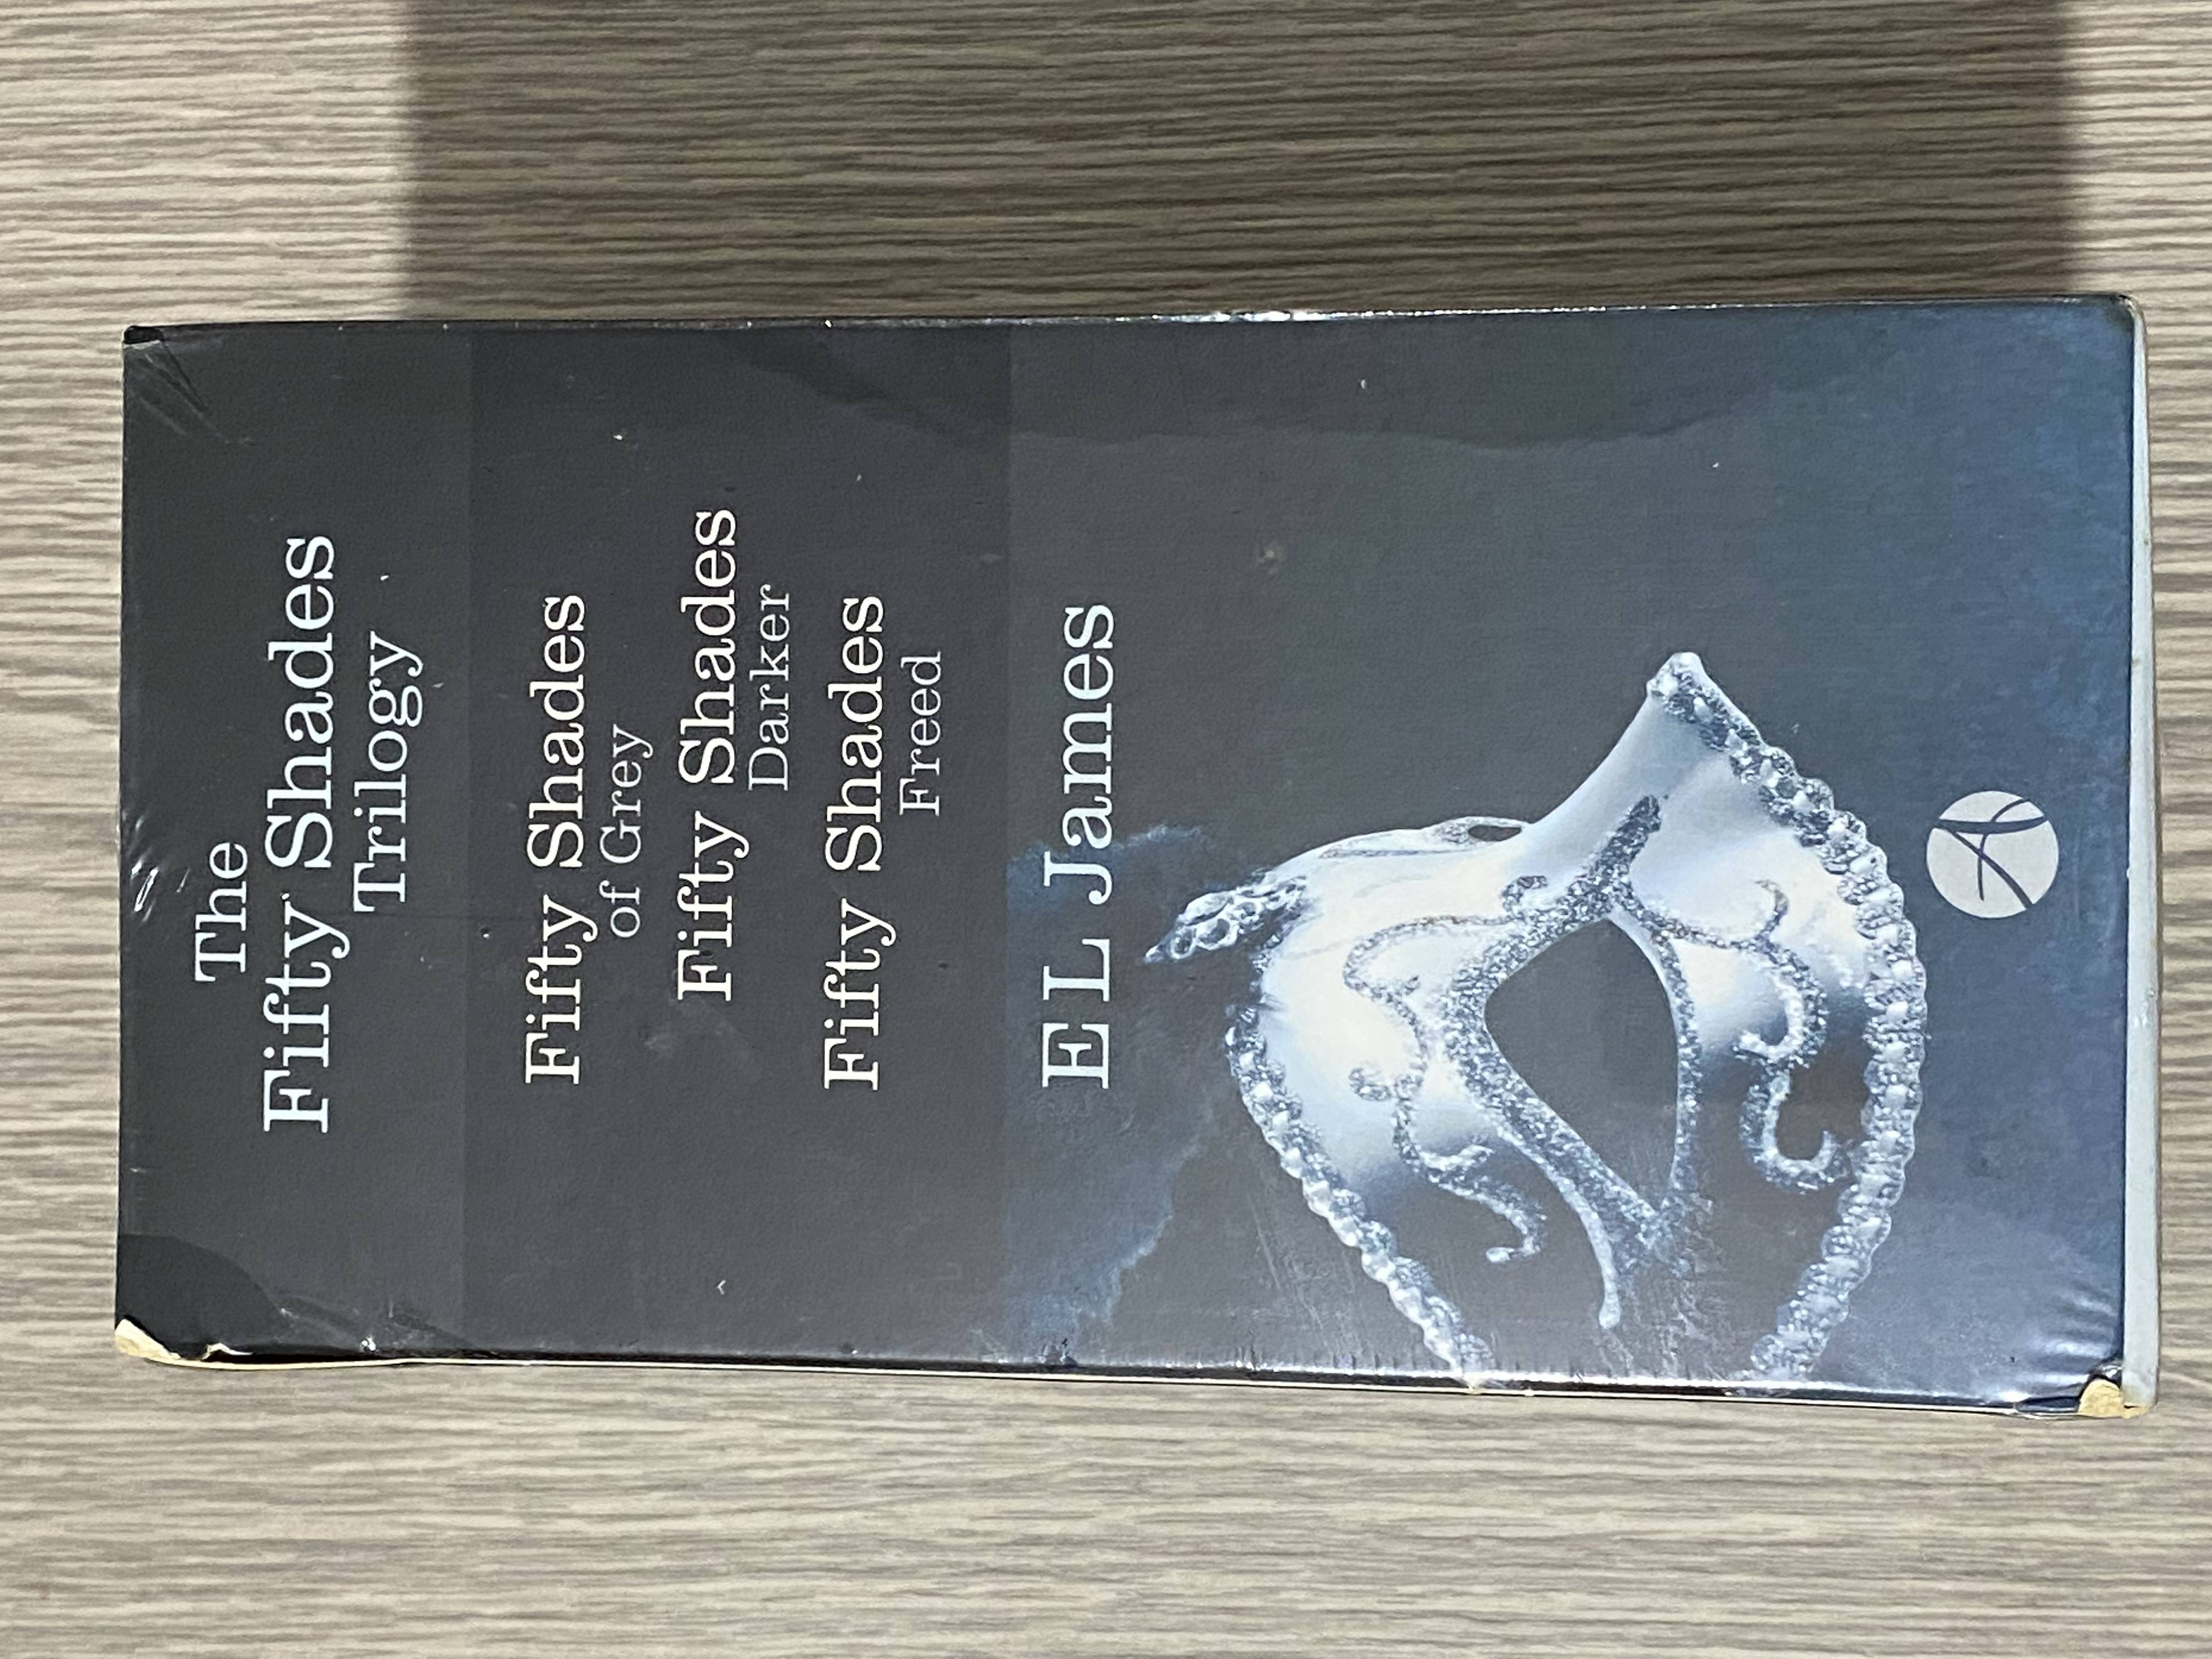 The
Fifty Shades
Trilogy
Fifty Shades
of Grey
Fifty Shades
Darker
Fifty Shades
Freed
E L James